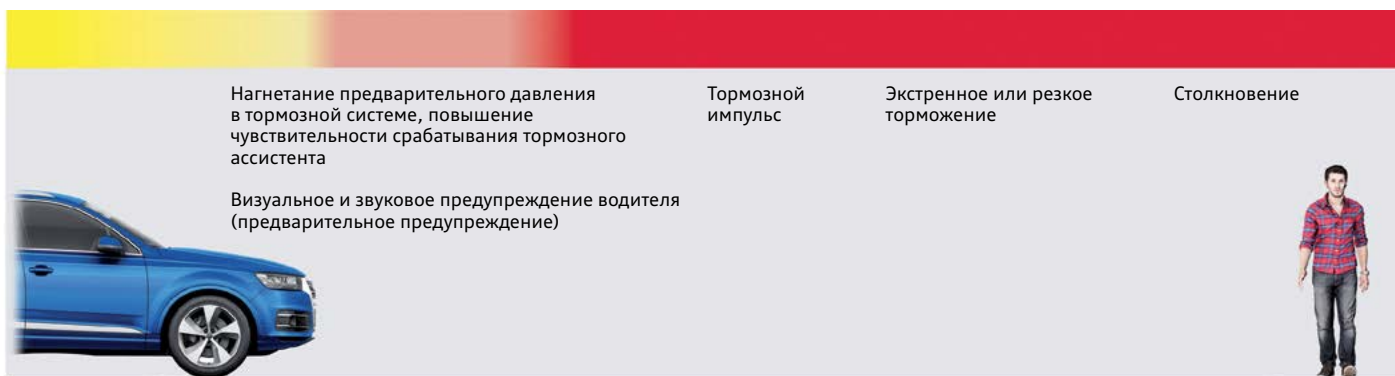 Нагнетание предварительного давления
в тормозной системе, повышение
чувствительности срабатывания тормозного
ассистента
Визуальное и звуковое предупреждение водителя
(предварительное предупреждение)
Тормозной
импульс
Экстренное или резкое
торможение
Столкновение